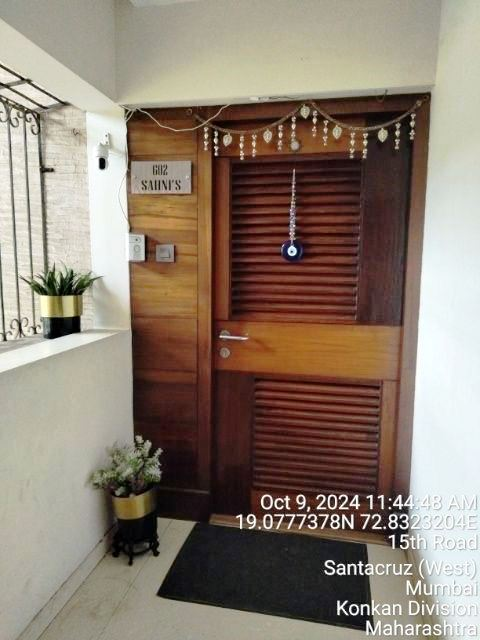 602
SAHNI'S
Oct 9, 2024 11:44:48 AM
19.0777378N 72.8323204E
15th Road
Santacruz (West)
Mumbai
Konkan Division
Maharashtra